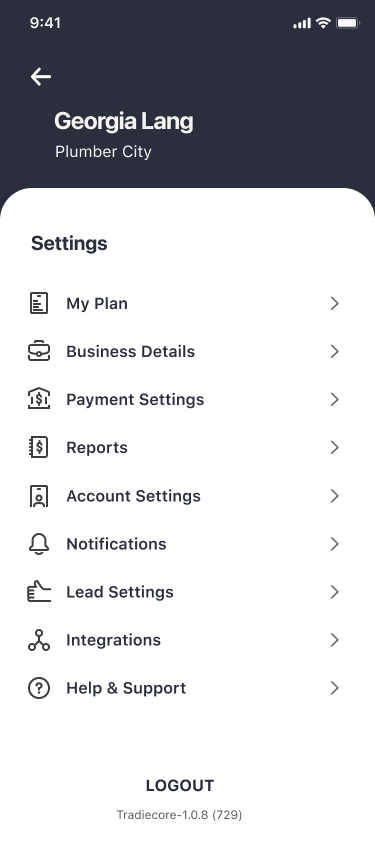 9:41
Georgia Lang
Plumber City
Settings
My Plan
Business Details
Payment Settings
Reports
Account Settings
Notifications
Lead Settings
Integrations
Help & Support
LOGOUT
Tradiecore-1.0.8 (729)